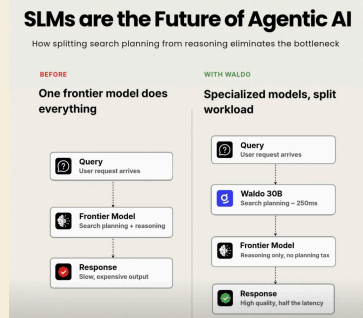 SLMs are the Future of Agentic AI
How splitting search planning from reasoning eliminates the bottleneck
BEFORE
One frontier model does
everything
Query
User request arrives
Frontier Model
Search planning + reasoning
Response
Slow, expensive output
WITH WALDO
Specialized models, split
workload
Query
User request arrives
Waldo 30B
Search planning ~ 250ms
Frontier Model
Reasoning only, no planning tax
Response
High quality, half the latency